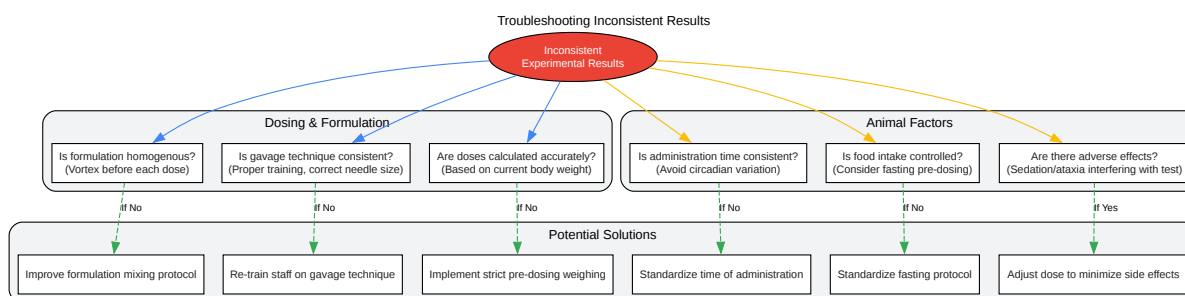 Troubleshooting Inconsistent Results
Inconsistent
Experimental Results
Dosing & Formulation
Animal Factors
Is formulation homogenous?
(Vortex before each dose)
Is gavage technique consistent?
(Proper training, correct needle size)
Are doses calculated accurately?
(Based on current body weight)
Is administration time consistent?
(Avoid circadian variation)
Is food intake controlled?
(Consider fasting pre-dosing)
Are there adverse effects?
(Sedation/ataxia interfering with test)
If No
If No
If No
If No
If No
If Yes
Potential Solutions
Improve formulation mixing protocol
Re-train staff on gavage technique
Implement strict pre-dosing weighing
Standardize time of administration
Standardize fasting protocol
Adjust dose to minimize side effects